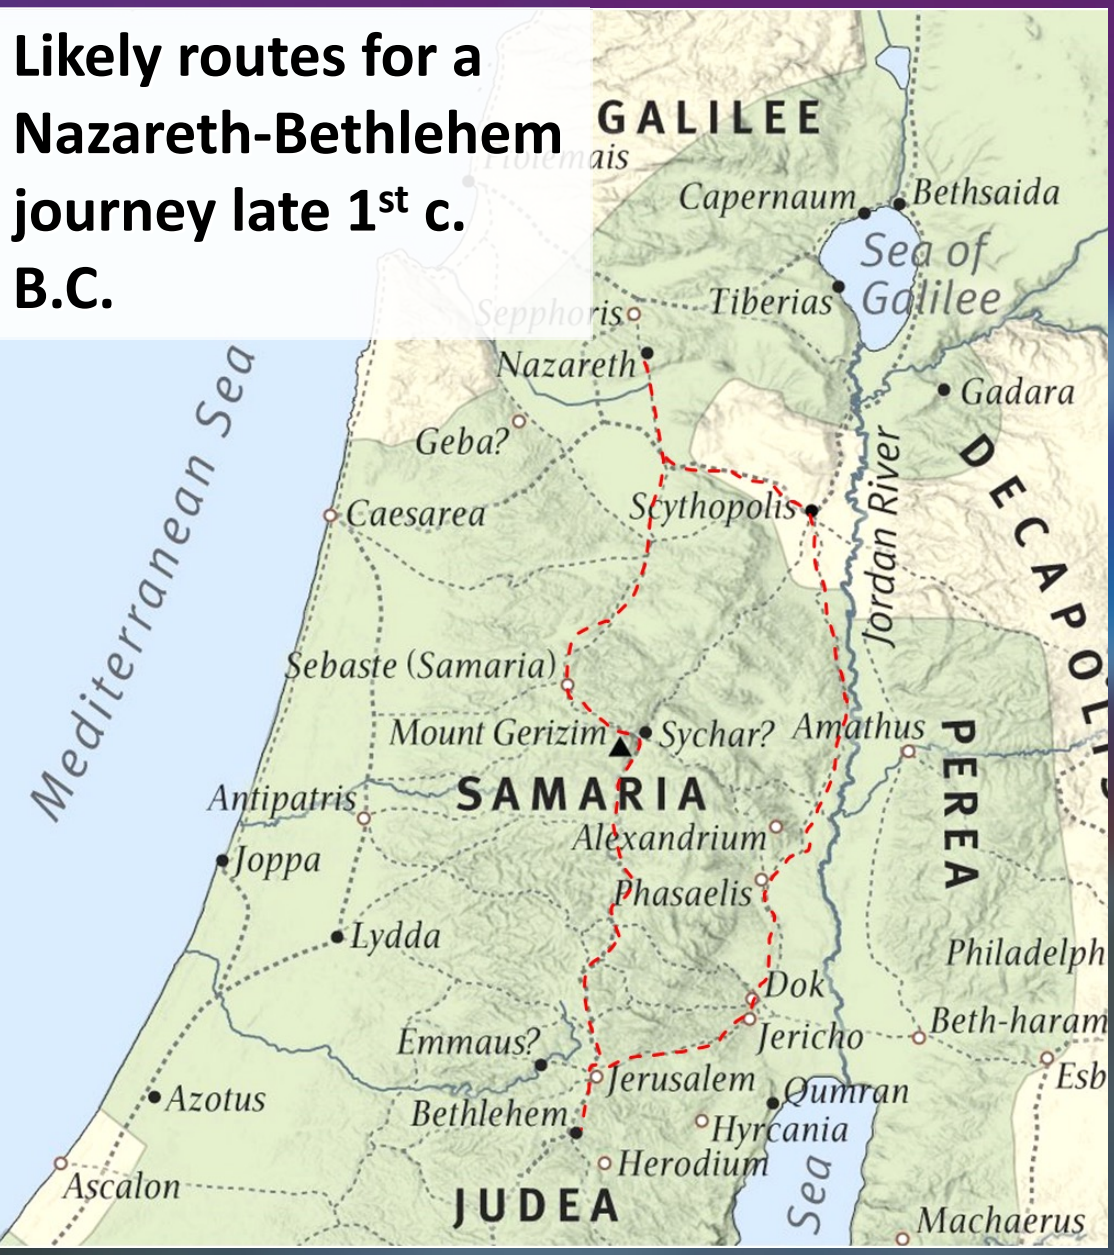 Likely routes for a
Nazareth-Bethlehem
journey late 1st c.
B.C.
GALILEE
Ptolemais
Capernaum
Bethsaida
Sea of
Galilee
Tiberias
Sepphoris
Nazareth
Gadara
Geba?
DECAPOLIS
Mediterranean Sea
Caesarea
Scythopolis
Jordan River
Sebaste (Samaria)
Mount Gerizim
Sychar?
Amathus
PEREA
SAMARIA
Antipatris
Alexandrium
Joppa
Phasaelis
Lydda
Philadelph
Dok
Jericho
Beth-haram
Emmaus?
Jerusalem
Esb
Qumran
Azotus
Bethlehem
Hyrcania
Herodium
Ascalon
JUDEA
Sea
Machaerus